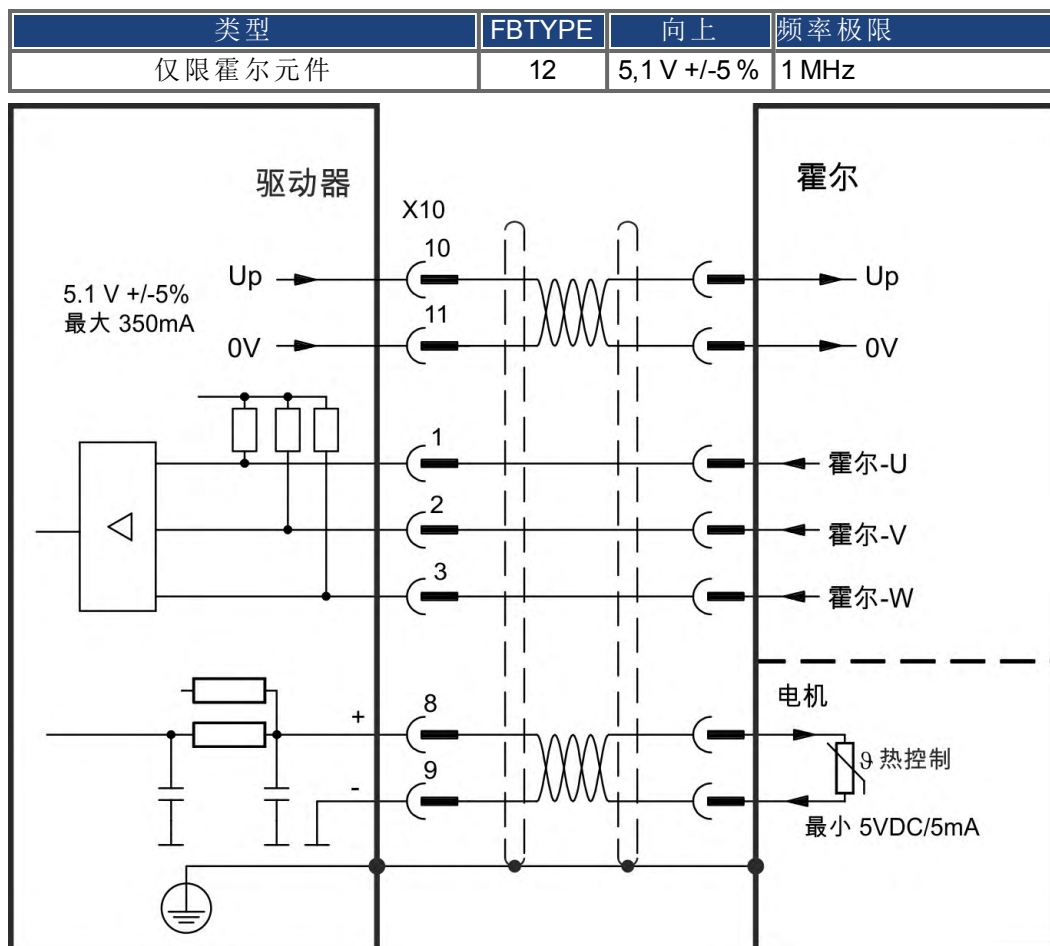 类型 FBTYPE 向上 频率极限
仅限霍尔元件 12 5,1 V +/-5 % 1 MHz
驱动器
霍尔
X10
10
Up
Up
5.1 V +/-5%
最大 350mA
11
0V
0V
1
霍尔-U
2
霍尔-V
3
霍尔-W
电机
8
+
9
-
ϑ 热控制
最小 5VDC/5mA